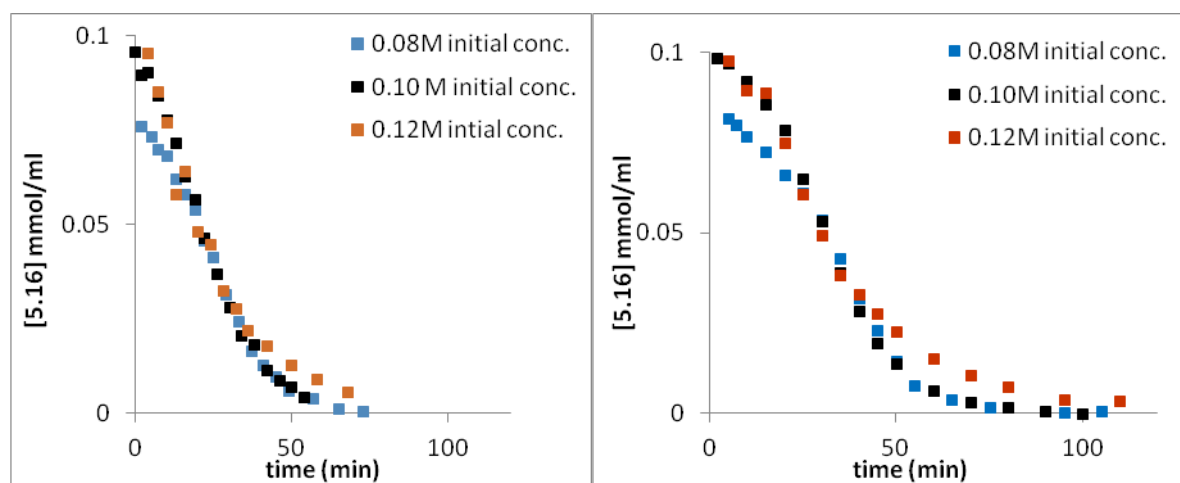 0.1
0.05
0
[5.16] mmol/ml
0.08M initial conc.
0.10 M initial conc.
0.12M intial conc.
0
50
100
time (min)
0.1
0.05
0
[5.16] mmol/ml
0.08M initial conc.
0.10M initial conc.
0.12M initial conc.
0
50
100
time (min)